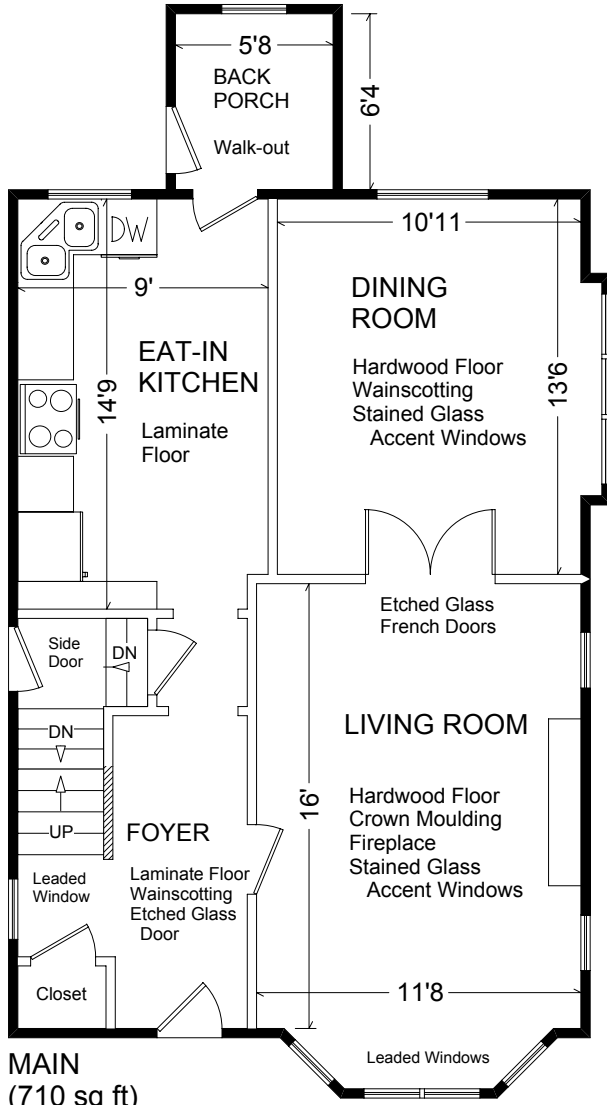 5'8
BACK
PORCH
Walk-out
6'4
DW
9'
14'9
EAT-IN
KITCHEN
Laminate
Floor
10'11
DINING
ROOM
Hardwood Floor
Wainscotting
Stained Glass
Accent Windows
13'6
Etched Glass
French Doors
Side
Door
DN
DN
UP
LIVING ROOM
Hardwood Floor
Crown Moulding
Fireplace
Stained Glass
Accent Windows
16'
11'8
FOYER
Laminate Floor
Wainscotting
Etched Glass
Door
Leaded
Window
Closet
Leaded Windows
MAIN
(710 sq ft)